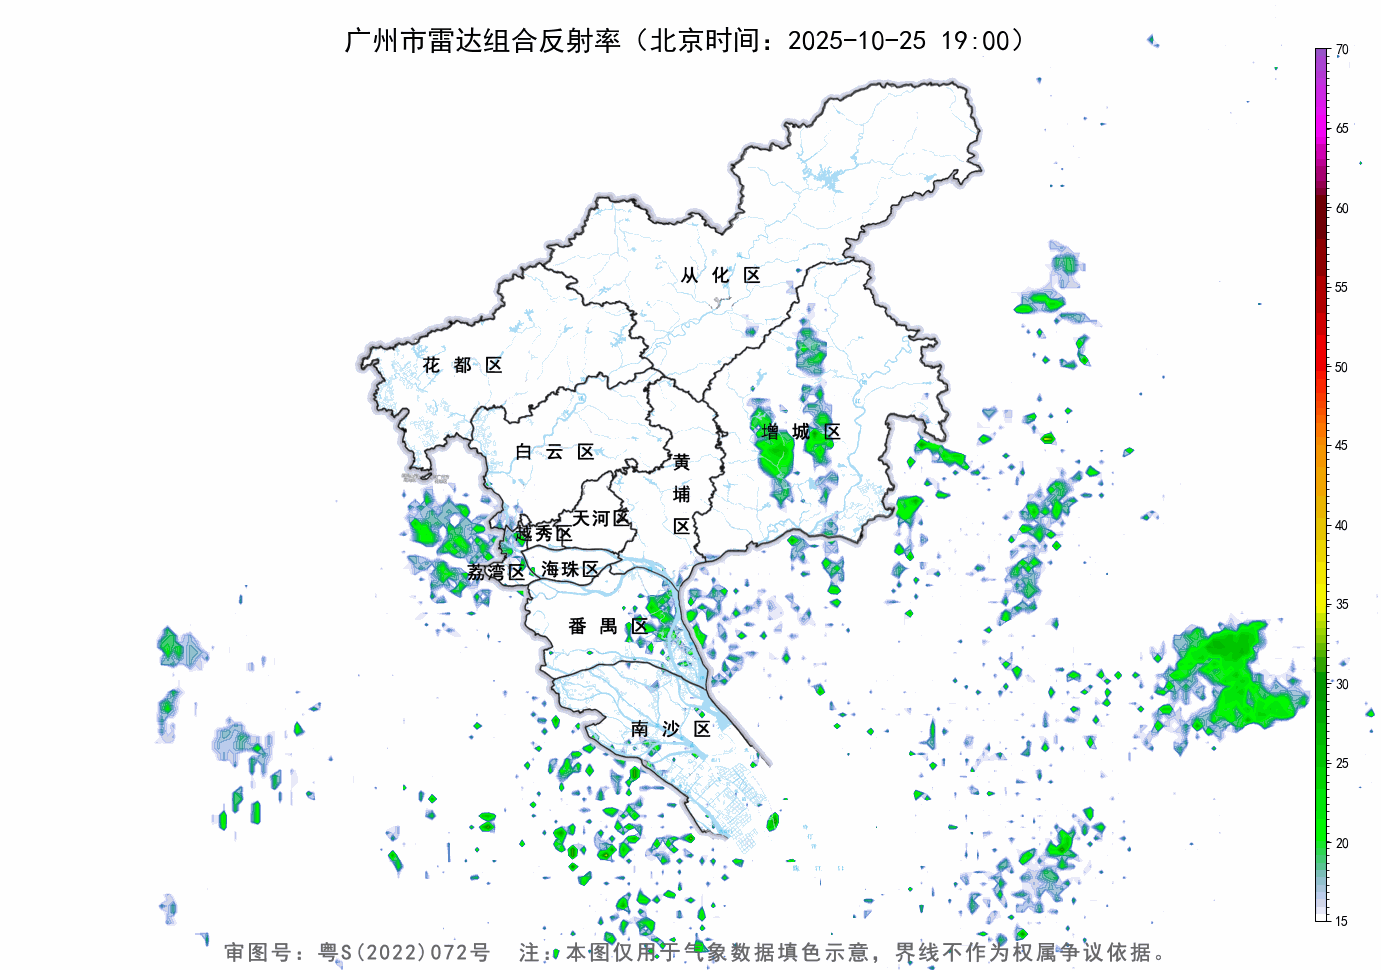 广州市雷达组合反射率（北京时间：2025-10-25 19:00）
70
65
60
55
50
45
40
35
30
25
20
15
从化区
花都区
增城区
白云区
黄埔区
天河区
越秀区
荔湾区
海珠区
番禺区
南沙区
审图号：粤S(2022)072号 注：本图仅用于气象数据填色示意，界线不作为权属争议依据。